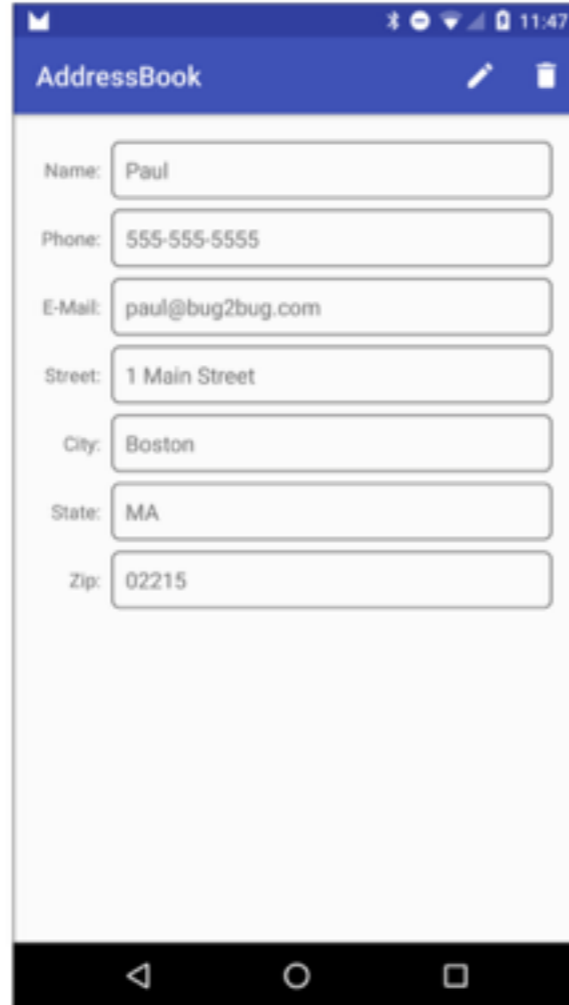 11:47
AddressBook
Name: Paul
Phone: 555-555-5555
E-Mail: paul@bug2bug.com
Street: 1 Main Street
City: Boston
State: MA
Zip: 02215